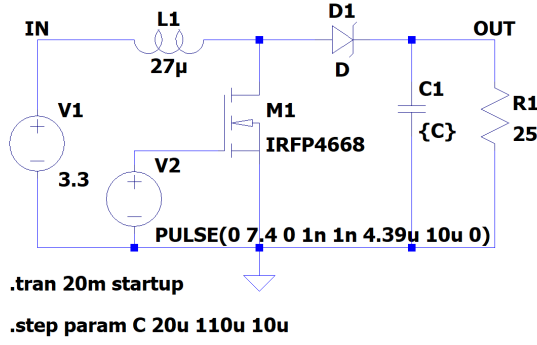 IN
L1
27µ
D1
D
OUT
V1
3.3
V2
M1
IRFP4668
C1
{C}
R1
25
PULSE(0 7.4 0 1n 1n 4.39u 10u 0)
.tran 20m startup
.step param C 20u 110u 10u